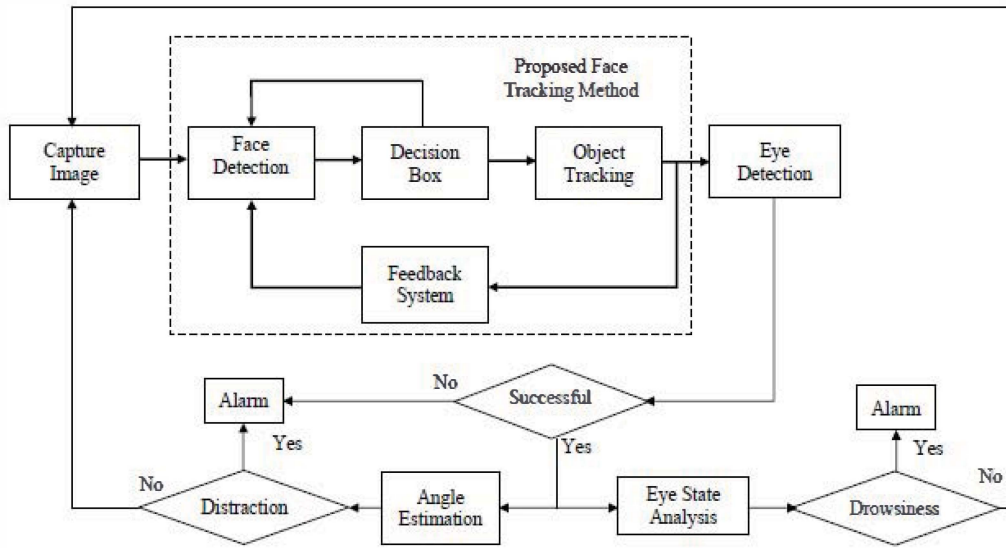 Proposed Face
Tracking Method
Capture
Image
Face
Detection
Decision
Box
Object
Tracking
Eye
Detection
Feedback
System
No
Successful
Alarm
Yes
Alarm
Yes
Yes
No
Distraction
Angle
Estimation
Eye State
Analysis
Drowsiness
No